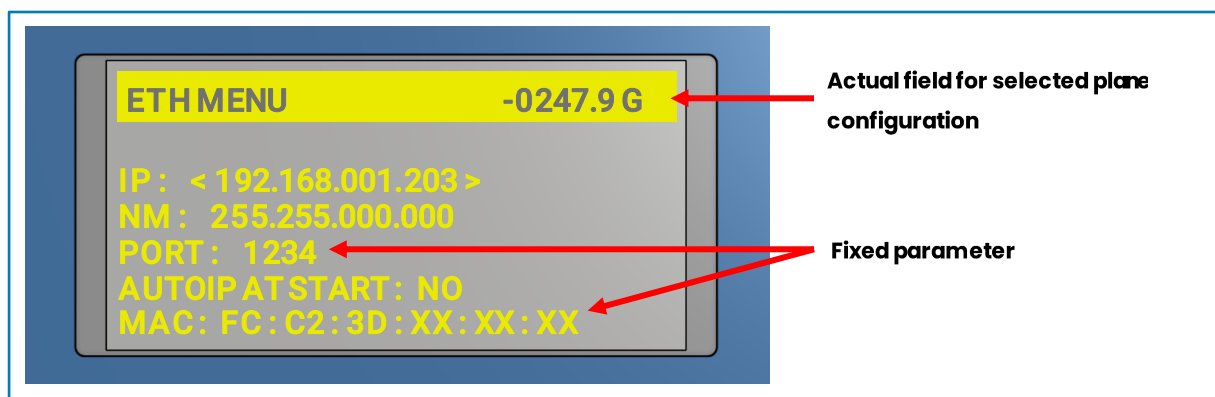 ETH MENU -0247.9 G
IP : < 192.168.001.203 >
NM : 255.255.000.000
PORT : 1234
AUTOIP AT START : NO
MAC : FC : C2 : 3D : XX : XX : XX
Actual field for selected plane
configuration
Fixed parameter